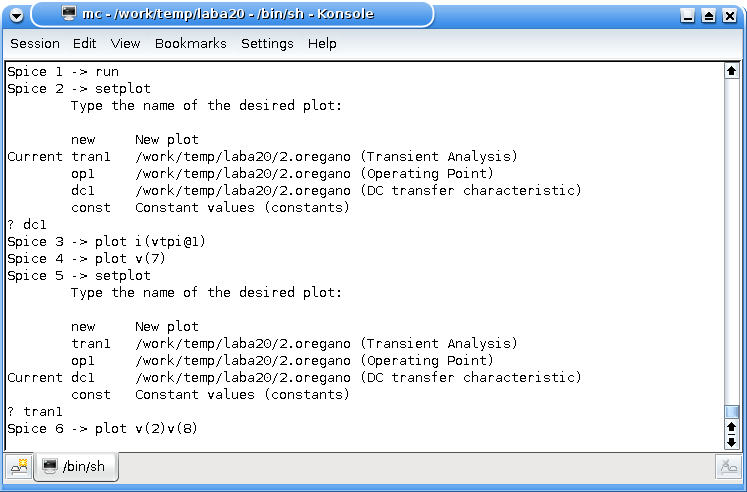 mc - /work/temp/laba20 - /bin/sh - Konsole
Session Edit View Bookmarks Settings Help
Spice 1 -> run
Spice 2 -> setplot
        Type the name of the desired plot:
        new     New plot
Current tran1   /work/temp/laba20/2.oregano (Transient Analysis)
        op1     /work/temp/laba20/2.oregano (Operating Point)
        dc1     /work/temp/laba20/2.oregano (DC transfer characteristic)
        const   Constant values (constants)
? dc1
Spice 3 -> plot i(vtpi@1)
Spice 4 -> plot v(7)
Spice 5 -> setplot
        Type the name of the desired plot:
        new     New plot
        tran1   /work/temp/laba20/2.oregano (Transient Analysis)
        op1     /work/temp/laba20/2.oregano (Operating Point)
Current dc1     /work/temp/laba20/2.oregano (DC transfer characteristic)
        const   Constant values (constants)
? tran1
Spice 6 -> plot v(2)v(8)
/bin/sh